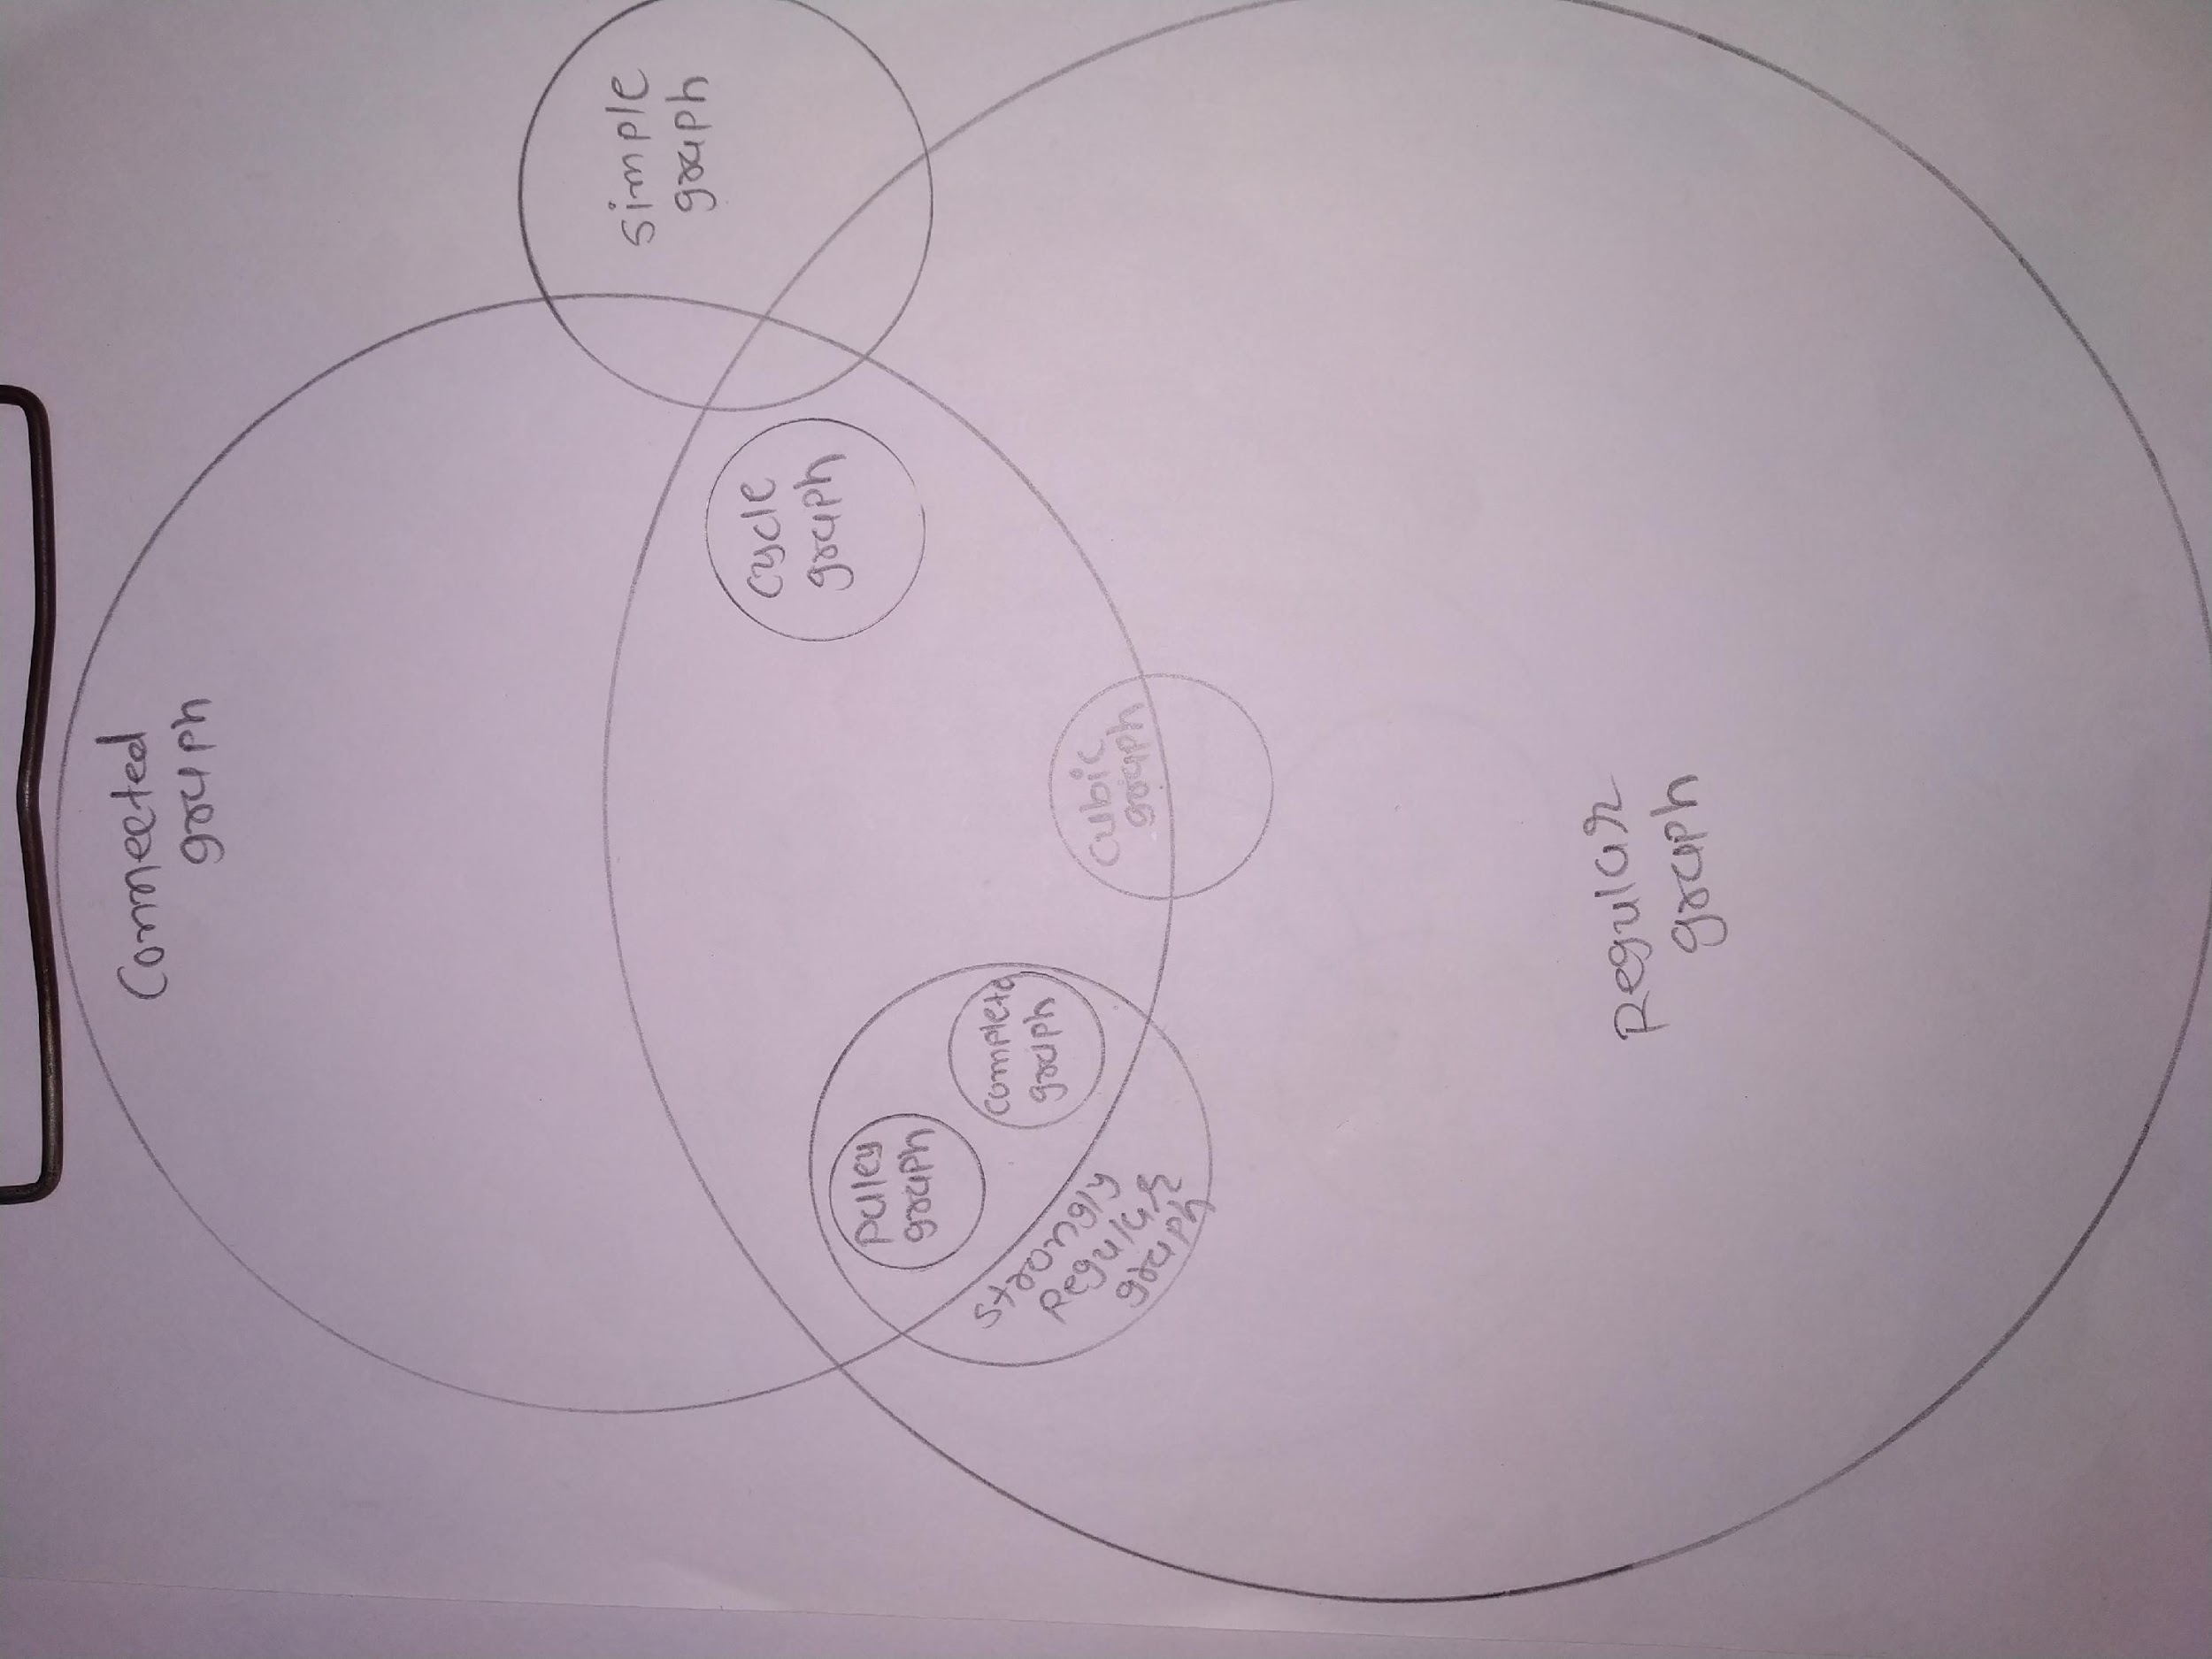 Connected
graph
Simple
graph
Cycle
graph
Cubic
graph
Complete
graph
paley
graph
Strongly
Regular
graph
Regular
graph